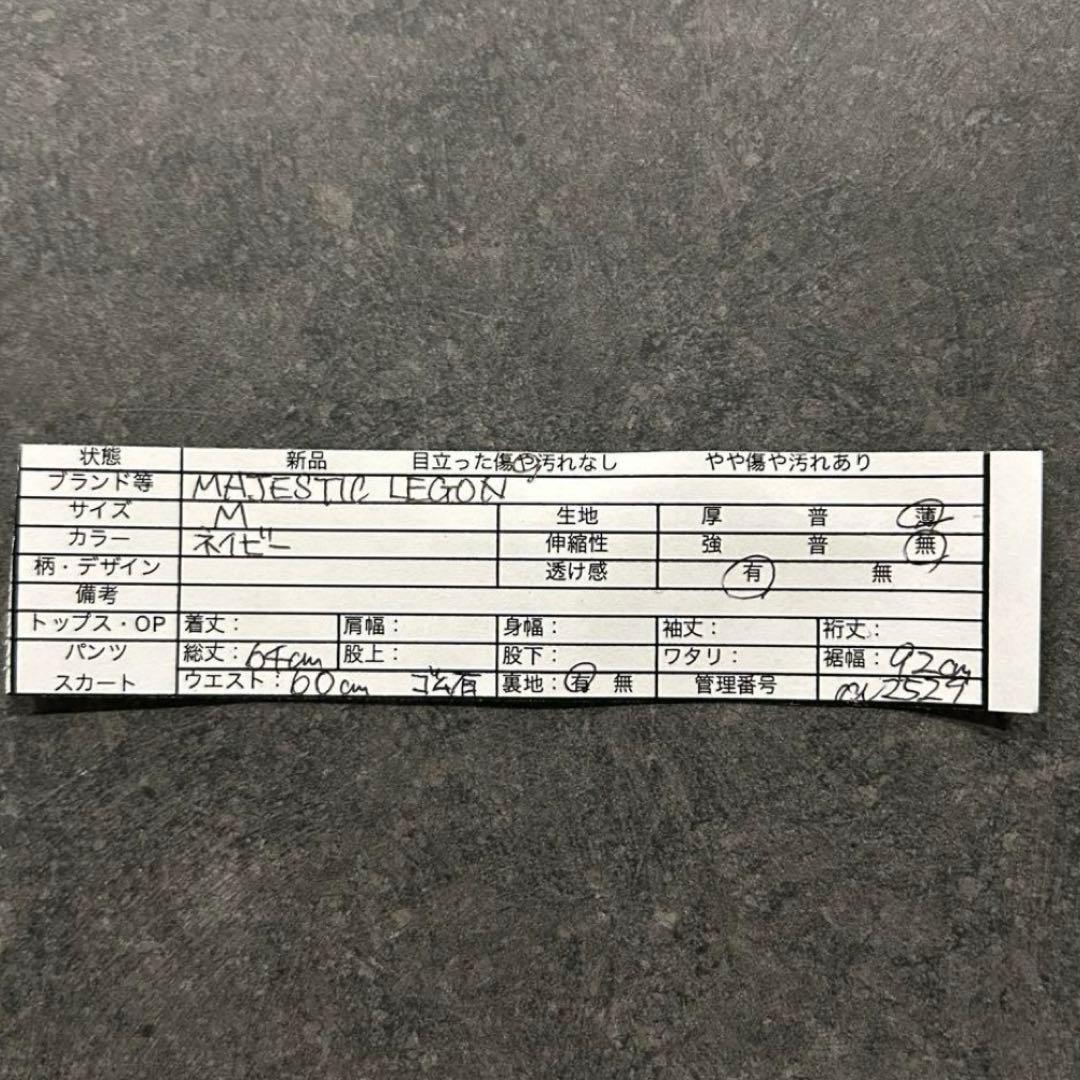 状態 新品 目立った傷や汚れなし やや傷や汚れあり
ブランド等 MAJESTIC LEGON
サイズ M 生地 厚 普 薄
カラー ネイビー 伸縮性 強 普 無
柄・デザイン 透け感 有 無
備考
トップス・OP 着丈: 肩幅: 身幅: 袖丈: 裄丈:
パンツ 総丈:64cm 股上: 股下: ワタリ: 裾幅:92cm
スカート ウエスト:60cm ゴム有 裏地:有 無 管理番号